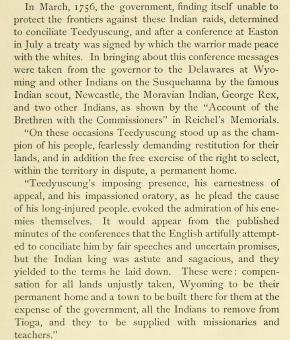 In March, 1756, the government, finding itself unable to
protect the frontiers against these Indian raids, determined
to conciliate Teedyuscung, and after a conference at Easton
in July a treaty was signed by which the warrior made peace
with the whites. In bringing about this conference messages
were taken from the governor to the Delawares at Wyo-
ming and other Indians on the Susquehanna by the famous
Indian scout, Newcastle, the Moravian Indian, George Rex,
and two other Indians, as shown by the “Account of the
Brethren with the Commissioners” in Reichel's Memorials.
“On these occasions Teedyuscung stood up as the cham-
pion of his people, fearlessly demanding restitution for their
lands, and in addition the free exercise of the right to select,
within the territory in dispute, a permanent home.
“Teedyuscung's imposing presence, his earnestness of
appeal, and his impassioned oratory, as he plead the cause
of his long-injured people. evoked the admiration of his ene-
mies themselves. It would appear from the published
minutes of the conferences that the English artfully attempt-
ed to conciliate him by fair speeches and uncertain promises,
but the Indian king was astute and sagacious, and they
yielded to the terms he laid down. These were: compen-
sation for all lands unjustly taken, Wyoming to be their
permanent home and a town to be built there for them at the
expense of the government, all the Indians to remove from
Tioga, and they to be supplied with missionaries and
teachers.”